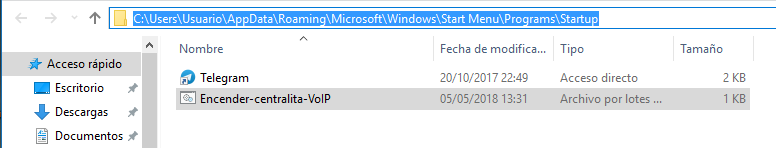 C:\Users\Usuario\AppData\Roaming\Microsoft\Windows\Start Menu\Programs\Startup
Nombre Fecha de modifica... Tipo Tamaño
Acceso rápido
Telegram 20/10/2017 22:49 Acceso directo 2 KB
Escritorio
Encender-centralita-VoIP 05/05/2018 13:31 Archivo por lotes ... 1 KB
Descargas
Documentos